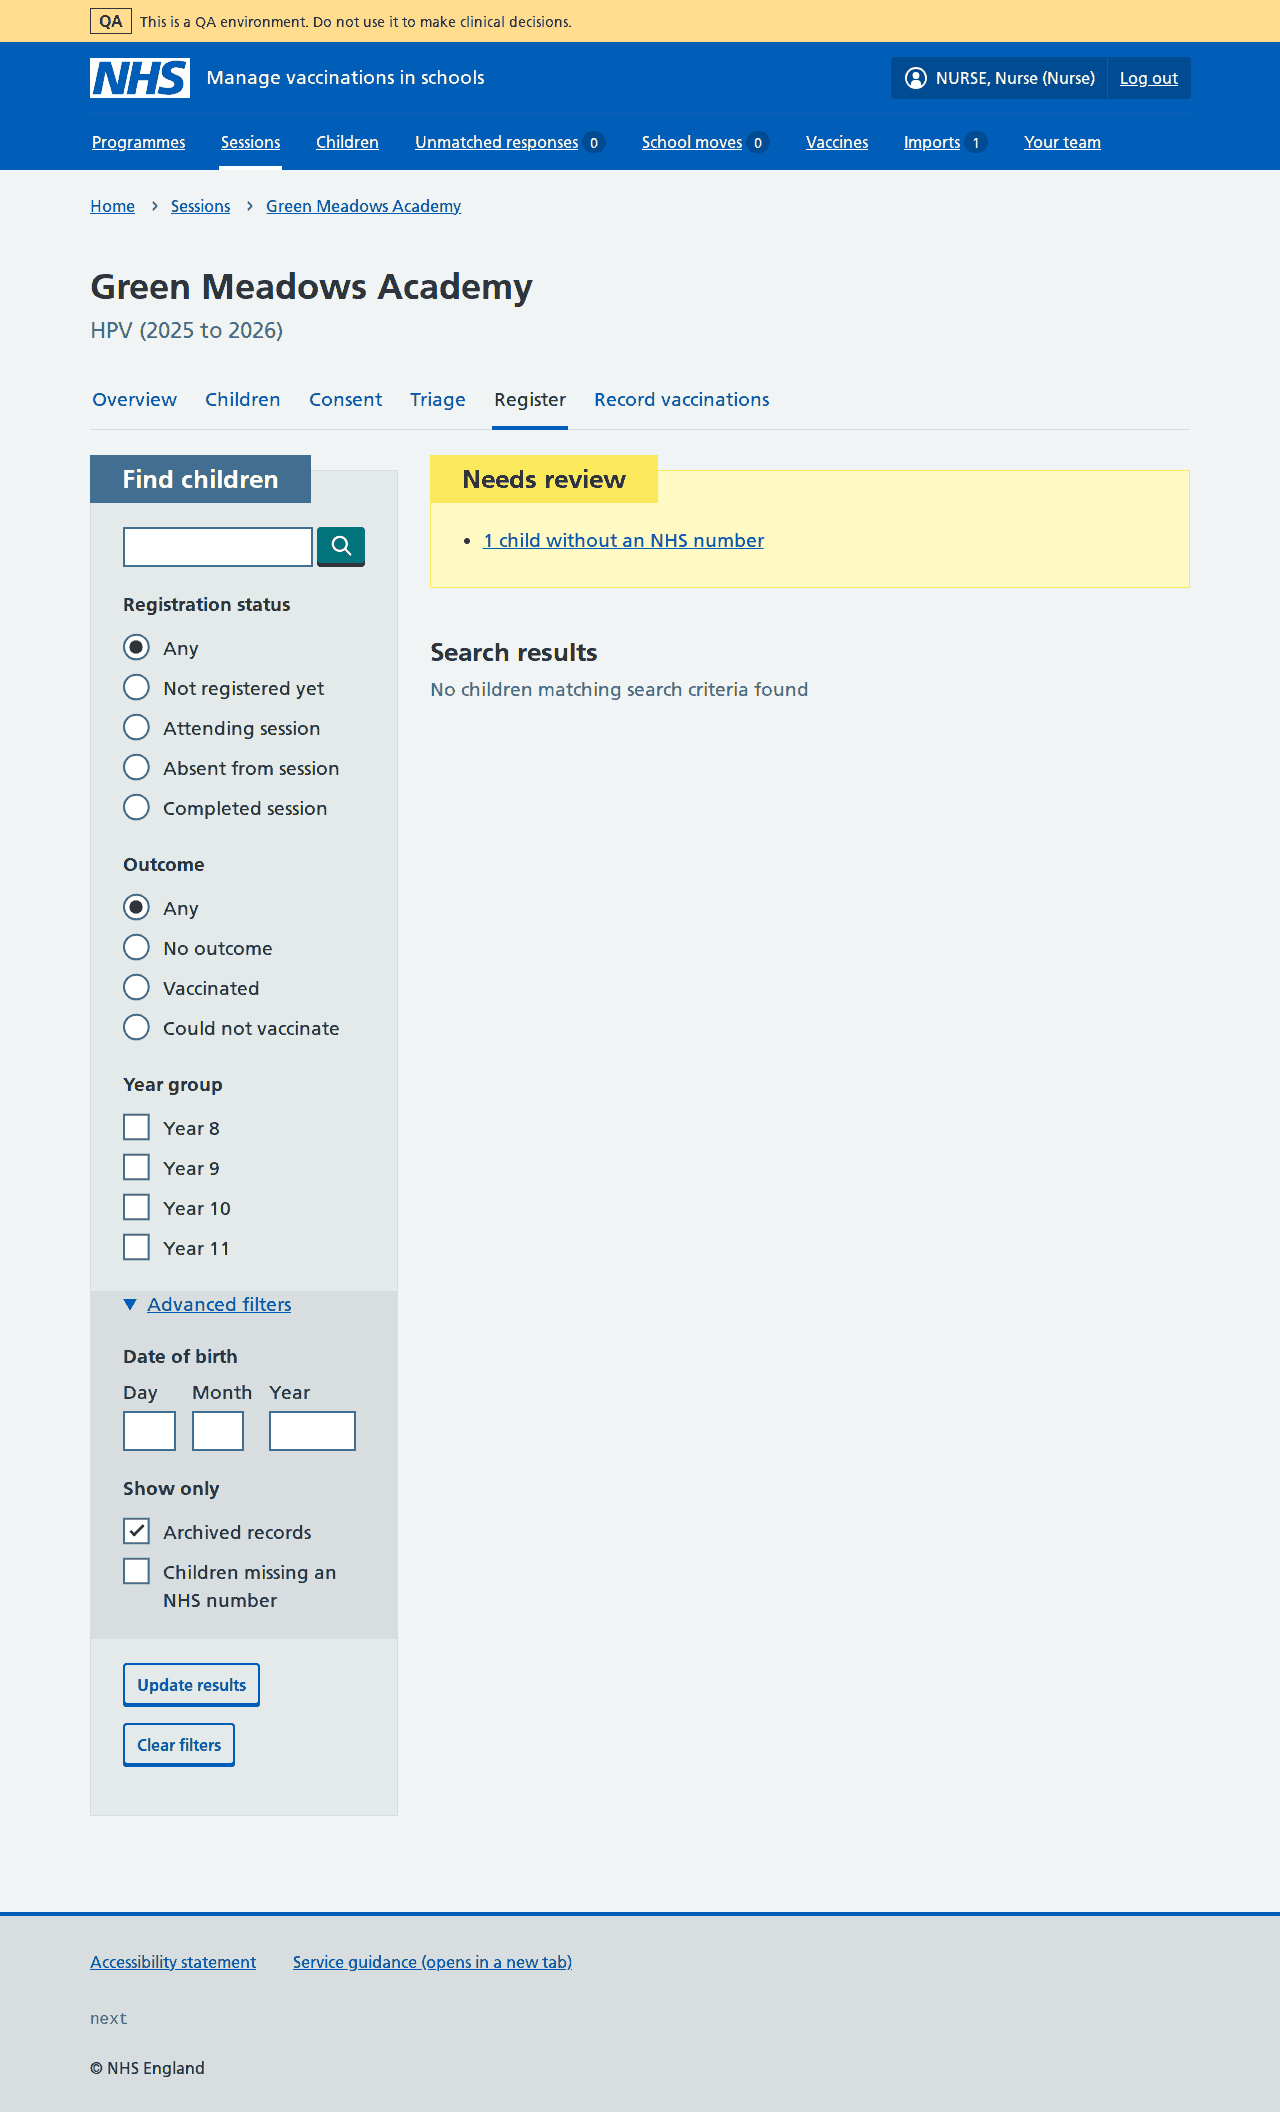 QA This is a QA environment. Do not use it to make clinical decisions.
NHS Manage vaccinations in schools NURSE, Nurse (Nurse) Log out
Programmes Sessions Children Unmatched responses 0 School moves 0 Vaccines Imports 1 Your team
Home Sessions Green Meadows Academy
Green Meadows Academy
HPV (2025 to 2026)
Overview Children Consent Triage Register Record vaccinations
Find children
Registration status
Any
Not registered yet
Attending session
Absent from session
Completed session
Outcome
Any
No outcome
Vaccinated
Could not vaccinate
Year group
Year 8
Year 9
Year 10
Year 11
Advanced filters
Date of birth
Day Month Year
Show only
Archived records
Children missing an
NHS number
Update results
Clear filters
Needs review
1 child without an NHS number
Search results
No children matching search criteria found
Accessibility statement Service guidance (opens in a new tab)
next
© NHS England